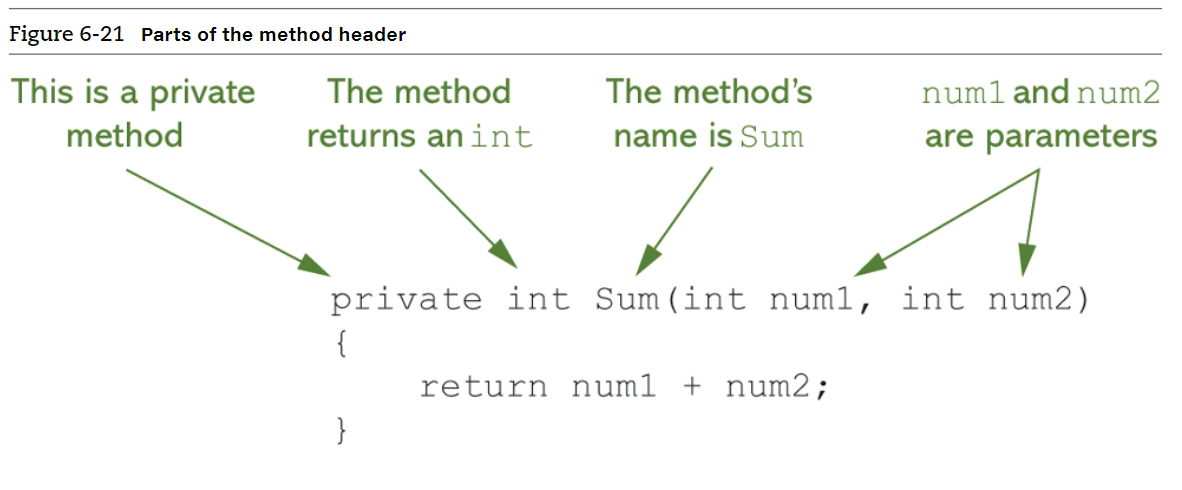 Figure 6-21 Parts of the method header
This is a private
method
The method
returns an int
The method's
name is Sum
num1 and num2
are parameters
private int Sum(int num1, int num2)
{
return num1 + num2;
}